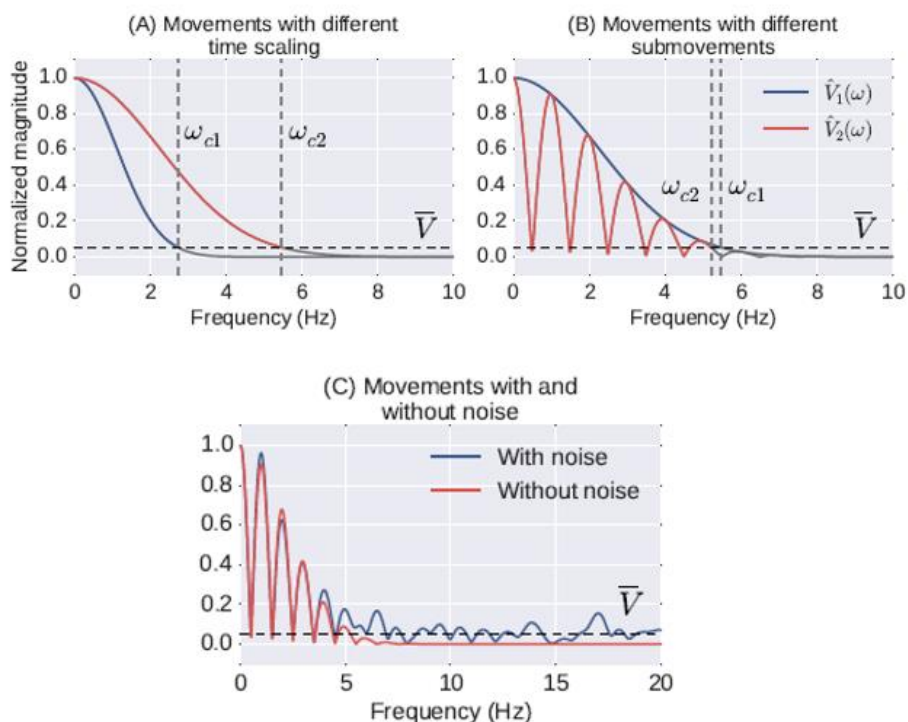 (A) Movements with different
time scaling
1.0
0.8
0.6
0.4
0.2
0.0
Normalized magnitude
ω_c1
ω_c2
V̅
0
2
4
6
8
10
Frequency (Hz)
(B) Movements with different
submovements
1.0
0.8
0.6
0.4
0.2
0.0
V̂₁(ω)
V̂₂(ω)
ω_c2
ω_c1
V̅
0
2
4
6
8
10
Frequency (Hz)
(C) Movements with and
without noise
1.0
0.8
0.6
0.4
0.2
0.0
With noise
Without noise
V̅
0
5
10
15
20
Frequency (Hz)